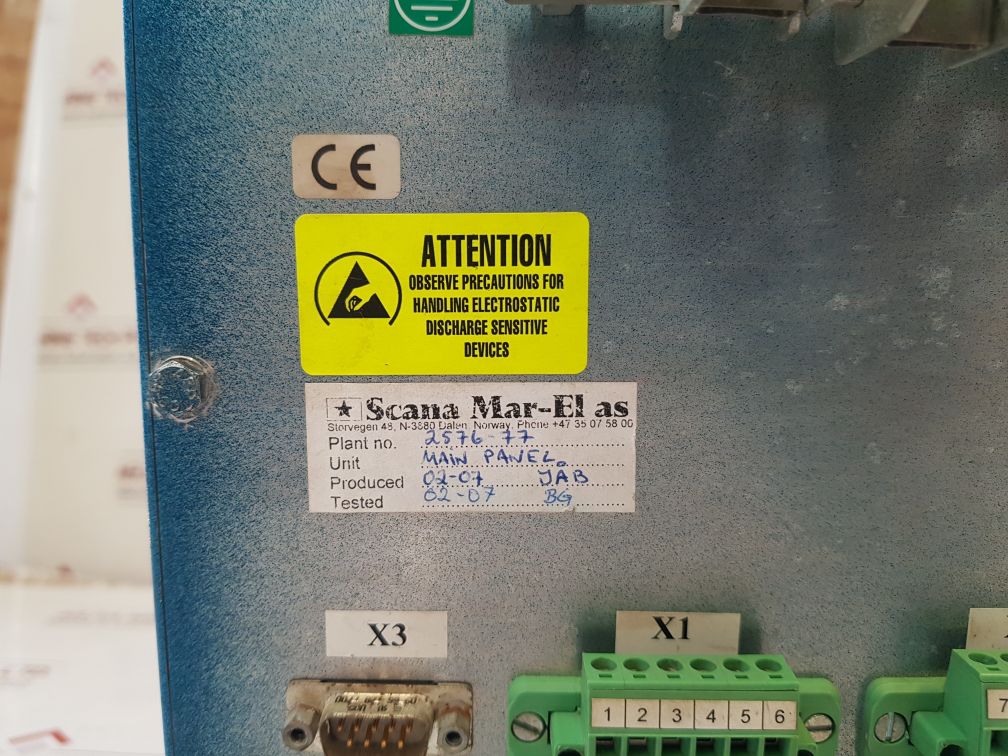 CE
ATTENTION
OBSERVE PRECAUTIONS FOR
HANDLING ELECTROSTATIC
DISCHARGE SENSITIVE
DEVICES
Scana Mar-El as
Storvegen 48, N-3880 Dalen, Norway, Phone +47 35 07 58 00
Plant no. 2576-77
Unit MAIN PANEL.
Produced 02-07 JAB
Tested 02-07 BG
X3
X1
1 2 3 4 5 6
7